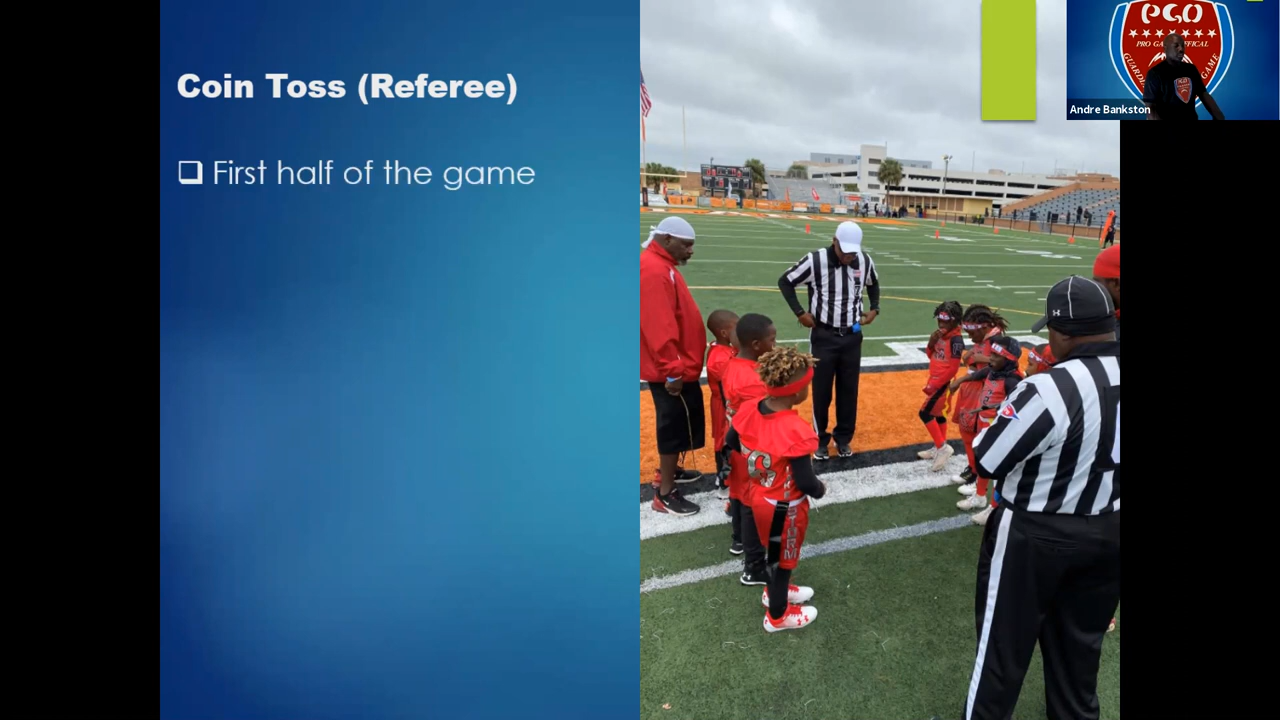 Coin Toss (Referee)
❑ First half of the game
PGO
Andre Bankston